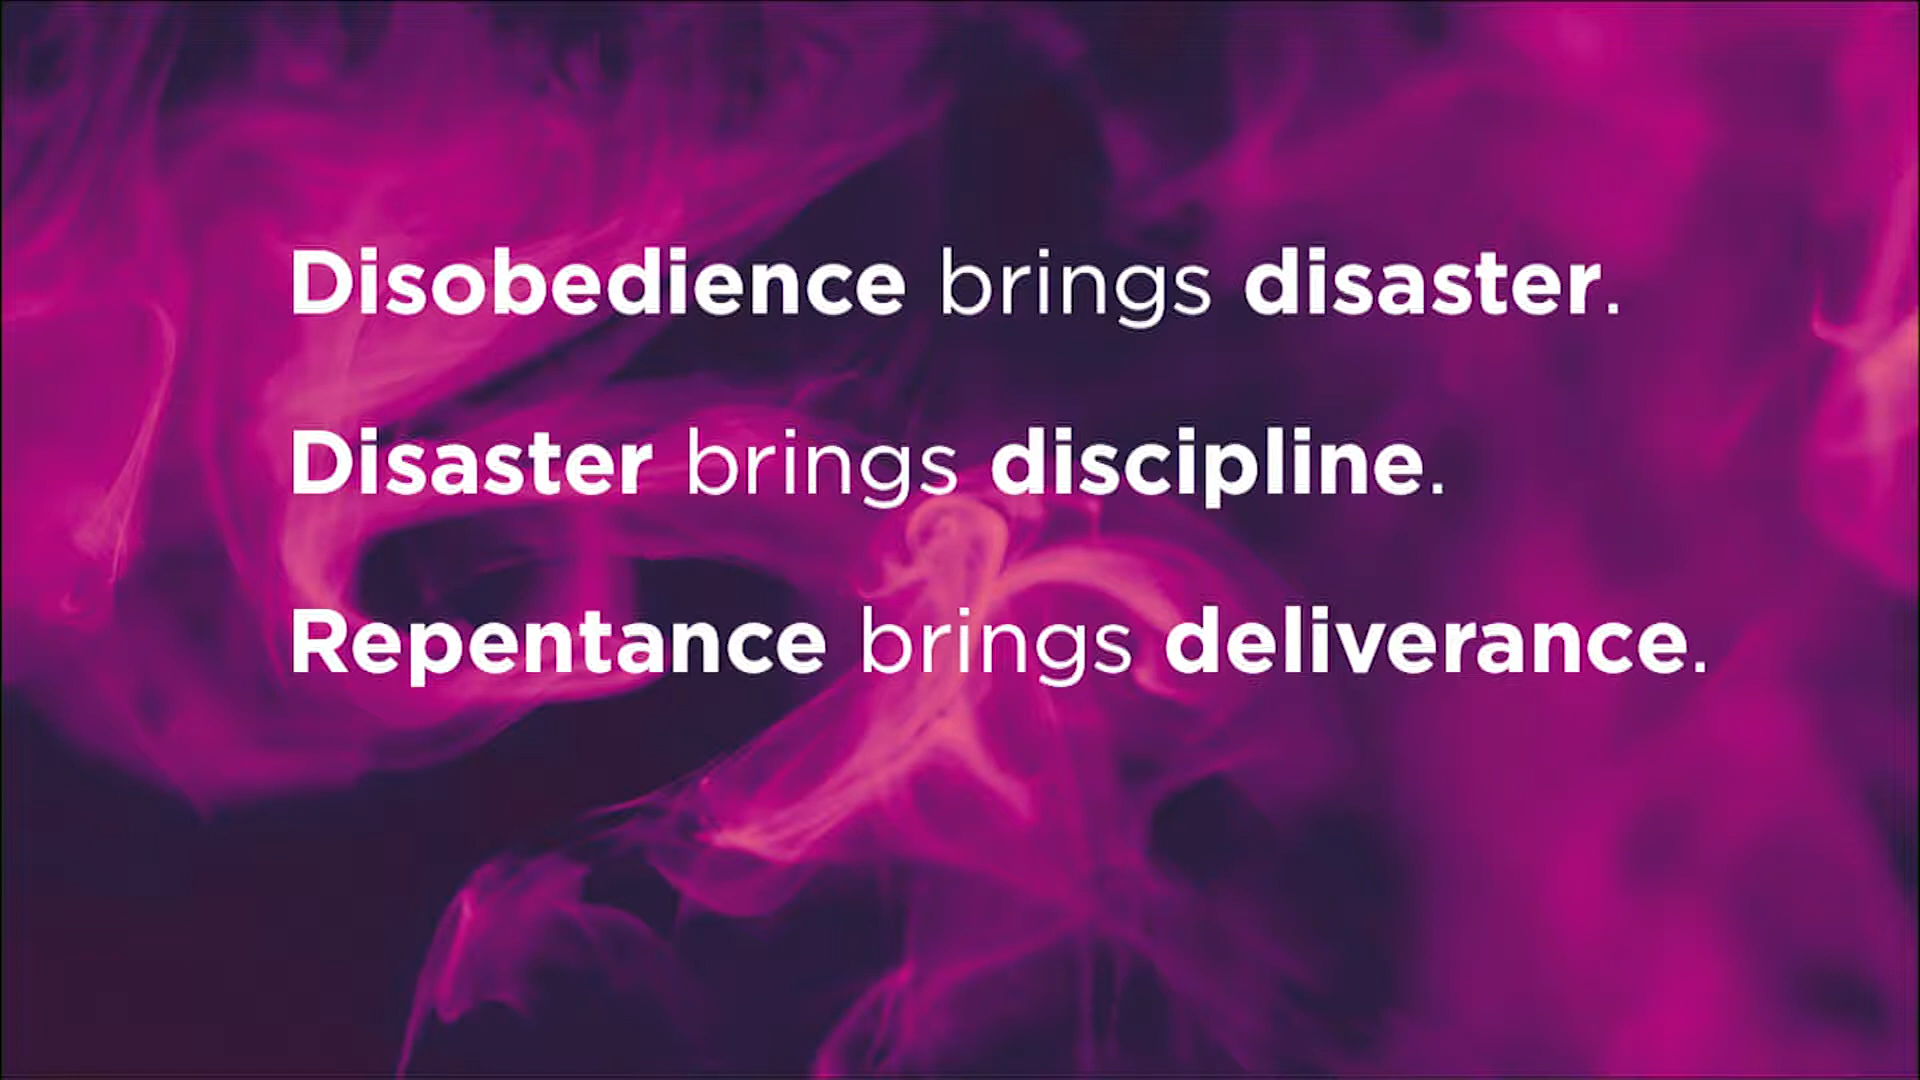 Disobedience brings disaster.
Disaster brings discipline.
Repentance brings deliverance.